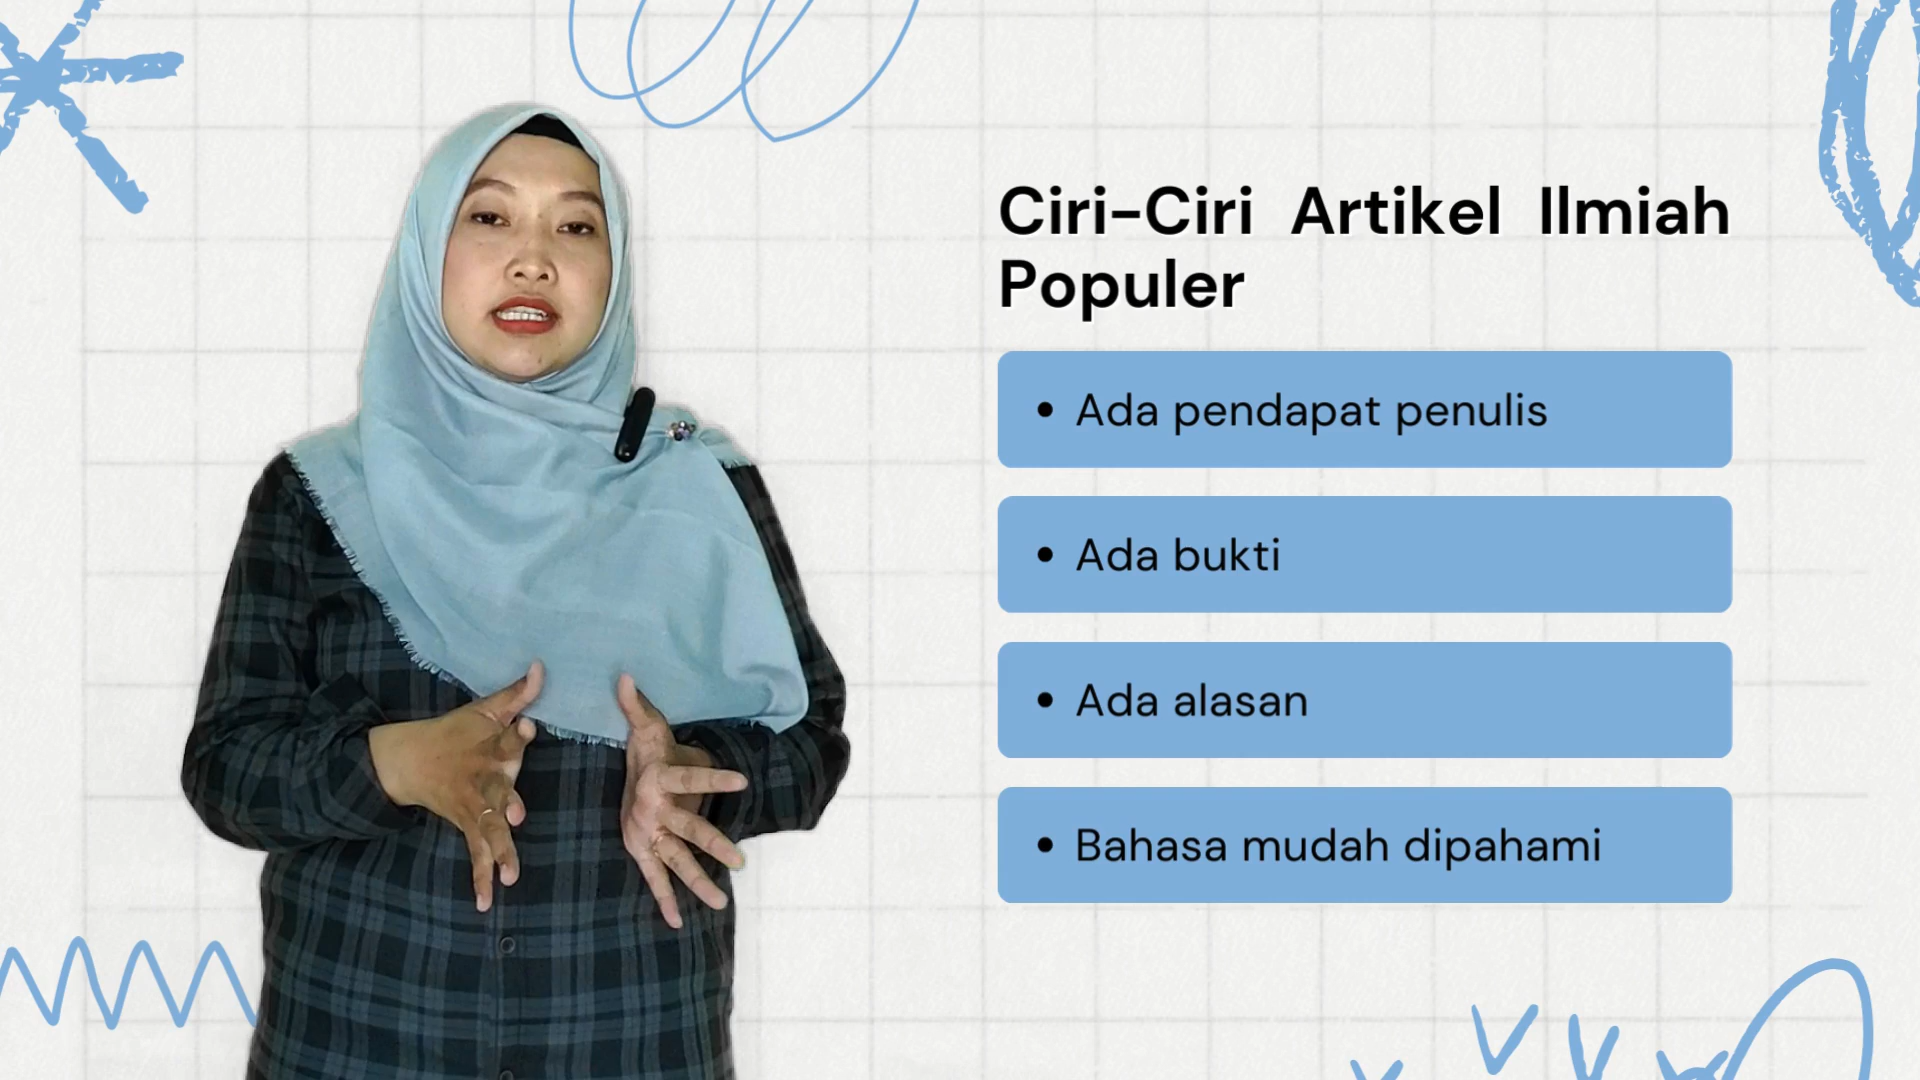 Ciri-Ciri Artikel Ilmiah
Populer
• Ada pendapat penulis
• Ada bukti
• Ada alasan
• Bahasa mudah dipahami